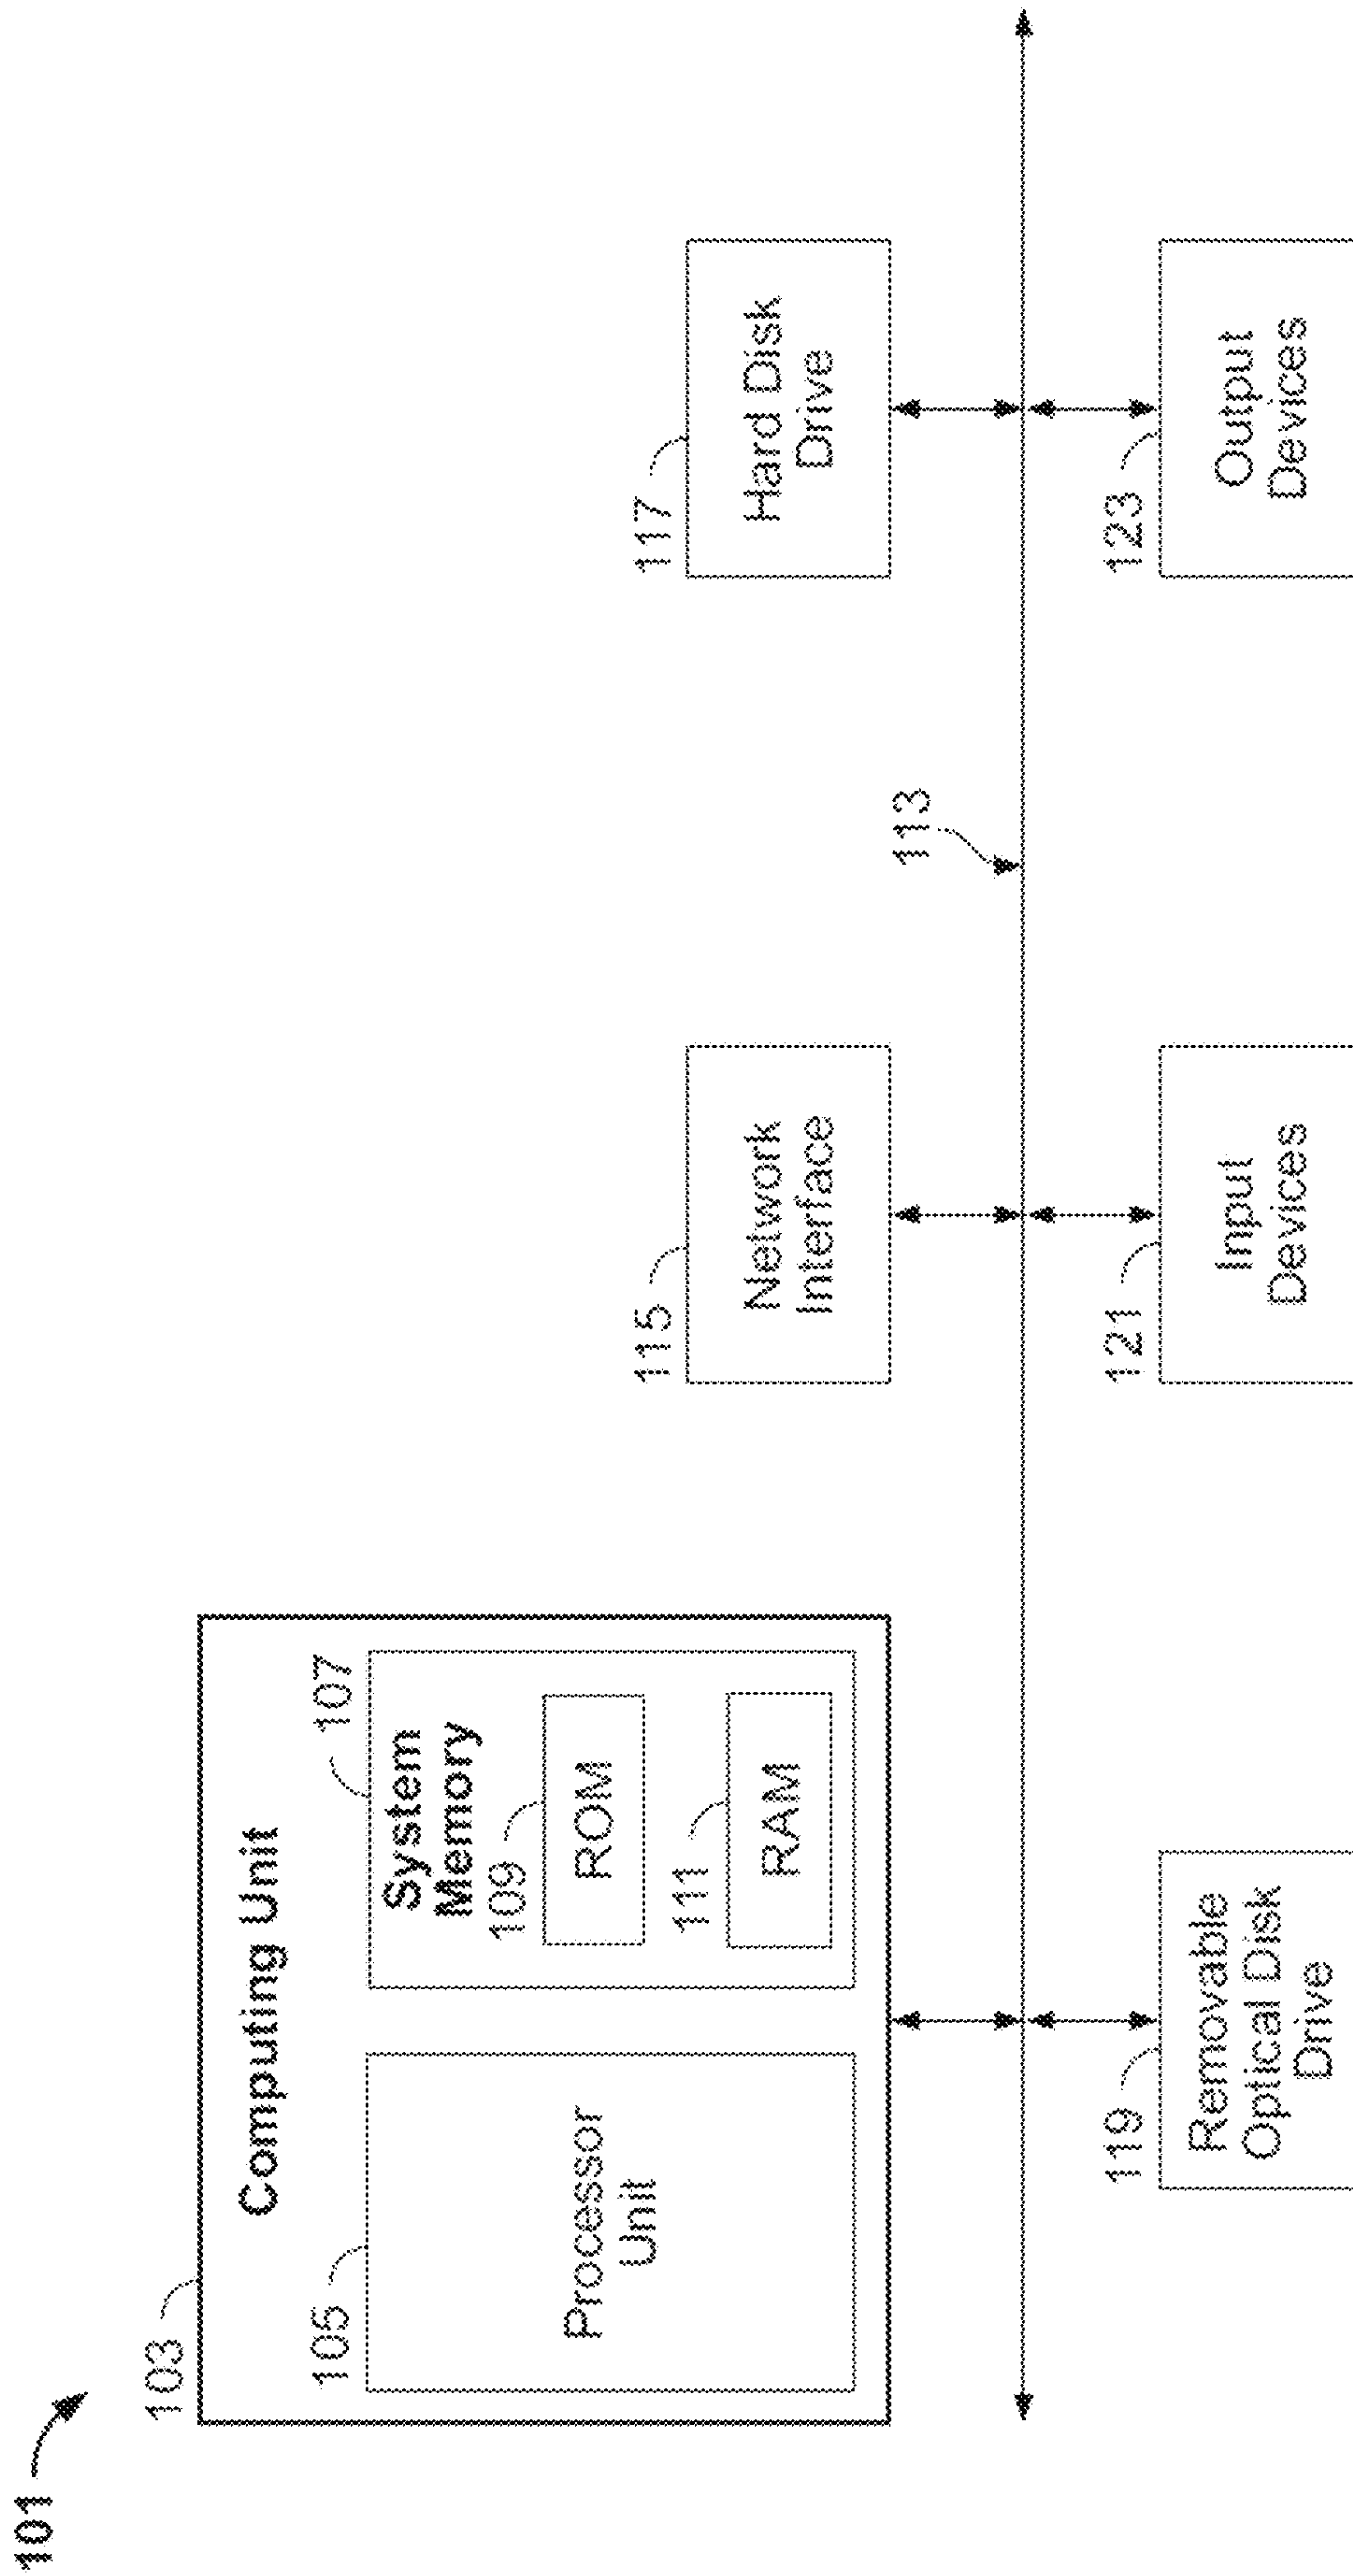 101
103
Computing Unit
105
Processor
Unit
107
System
Memory
109
ROM
111
RAM
115
Network
Interface
117
Hard Disk
Drive
113
119
Removable
Optical Disk
Drive
121
Input
Devices
123
Output
Devices